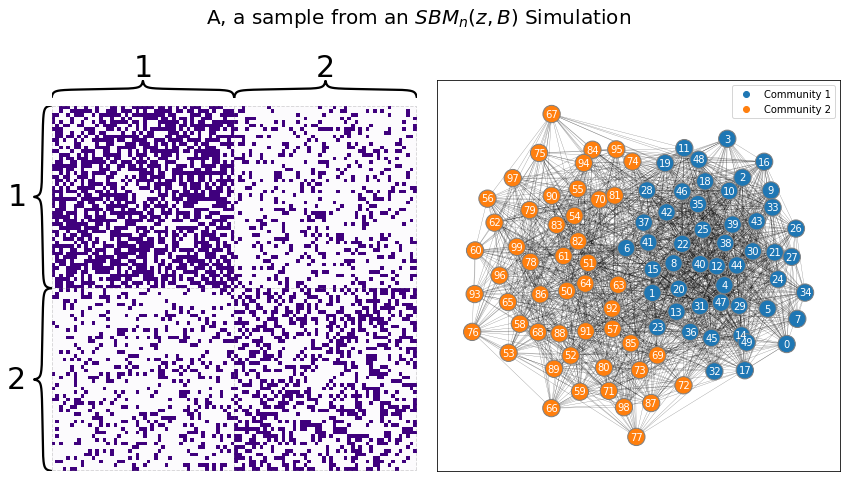 A, a sample from an $SBM_n(z, B)$ Simulation
1 2
1
2
Community 1
Community 2
67
3
84 95 11
75 94 74 19 48 16
97 18 2
56 90 55 70 81 28 46 10 9
62 79 54 42 35 33
83 37 39 43
25 26
60 99 82 6 41 22 38
78 61 51 30 21 27
96 15 8 40 12 44
64 63 24
93 86 50 1 20 4 34
65 92 13 31 47 29 5
58 7
76 68 88 91 57 23 36
85 45 14 49 0
53 52 69
89 80 73 32 17
59 71 72
66 98 87
77